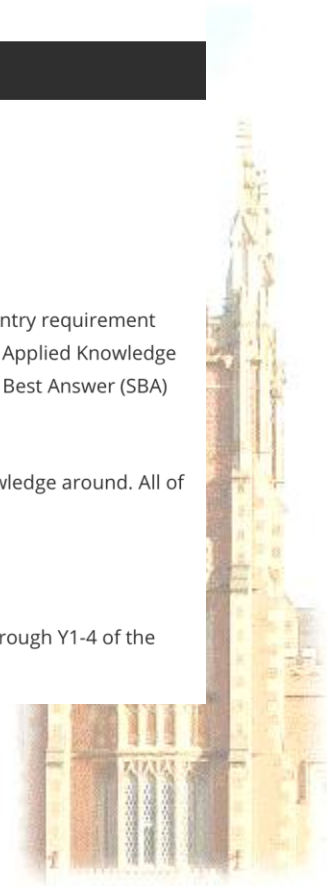 ntry requirement
Applied Knowledge
Best Answer (SBA)
wledge around. All of
rough Y1-4 of the